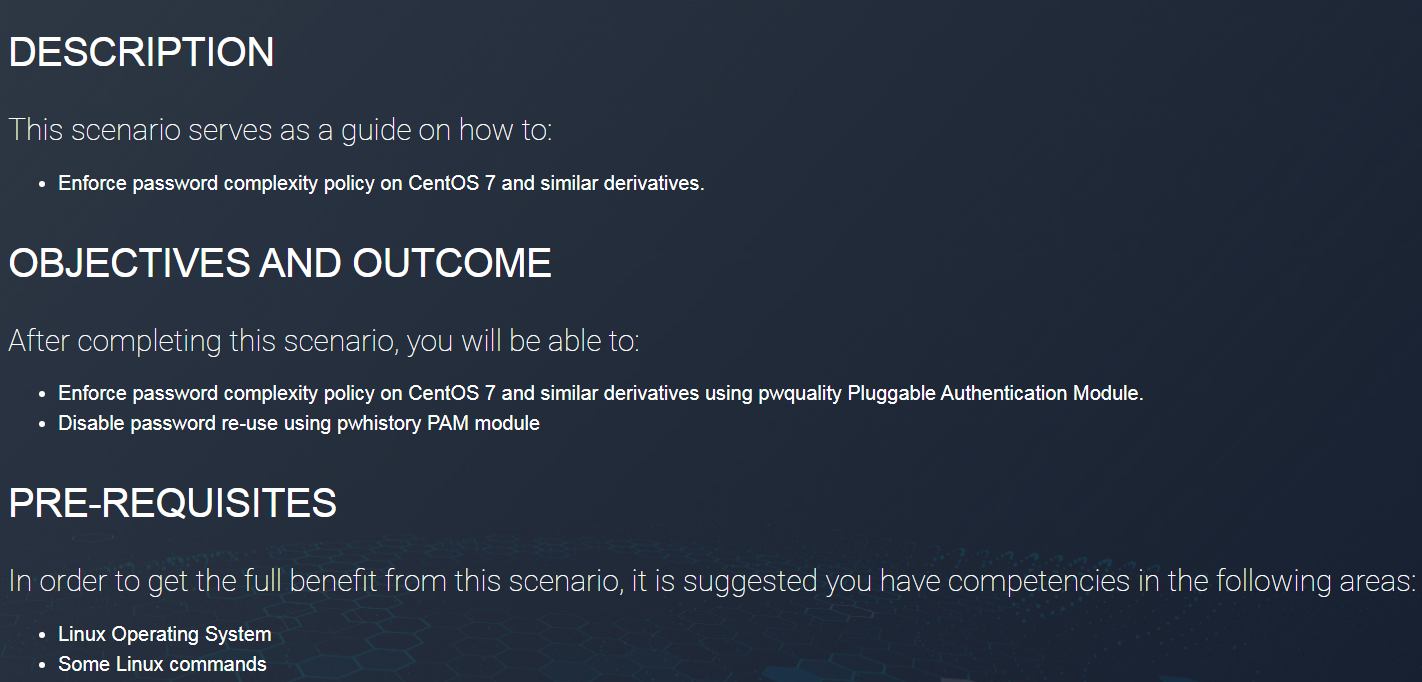 DESCRIPTION
This scenario serves as a guide on how to:
• Enforce password complexity policy on CentOS 7 and similar derivatives.
OBJECTIVES AND OUTCOME
After completing this scenario, you will be able to:
• Enforce password complexity policy on CentOS 7 and similar derivatives using pwquality Pluggable Authentication Module.
• Disable password re-use using pwhistory PAM module
PRE-REQUISITES
In order to get the full benefit from this scenario, it is suggested you have competencies in the following areas:
• Linux Operating System
• Some Linux commands